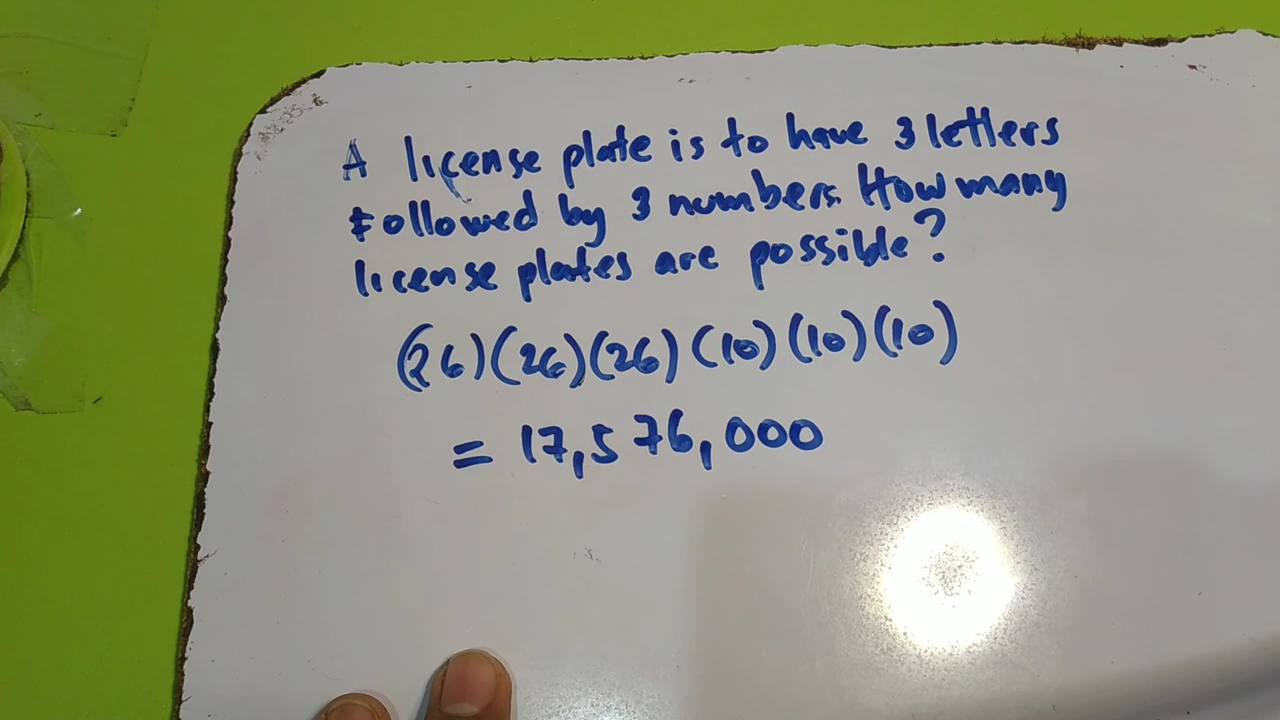 A license plate is to have 3 letters
followed by 3 numbers. How many
license plates are possible?
(26)(26)(26)(10)(10)(10)
= 17,576,000